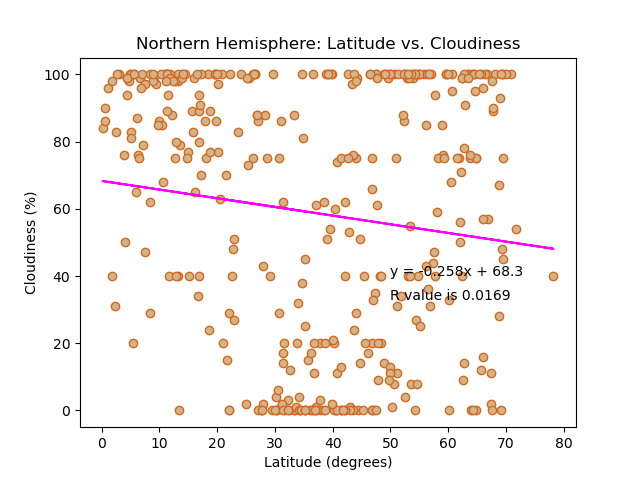 Northern Hemisphere: Latitude vs. Cloudiness
100
80
60
40
20
0
Cloudiness (%)
y = -0.258x + 68.3
R value is 0.0169
0 10 20 30 40 50 60 70 80
Latitude (degrees)